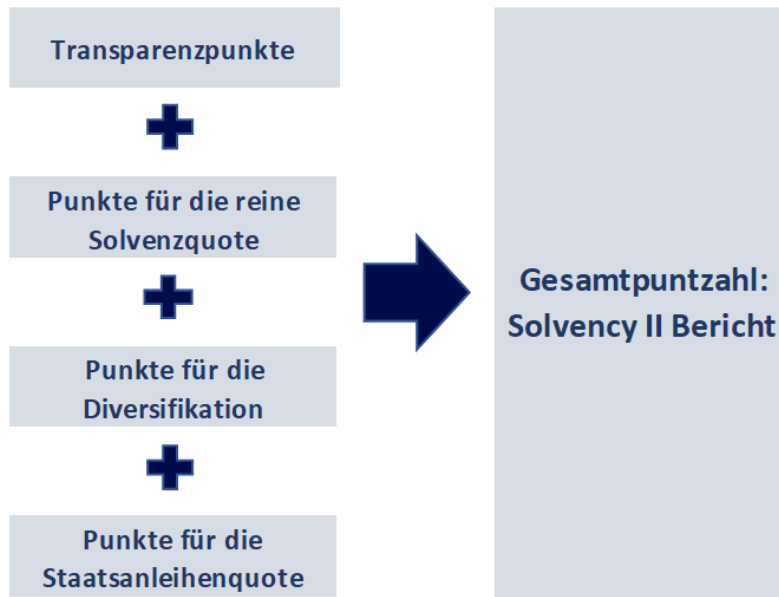 Transparenzpunkte
Punkte für die reine
Solvenzquote
Punkte für die
Diversifikation
Punkte für die
Staatsanleihenquote
Gesamtpuntzahl:
Solvency II Bericht